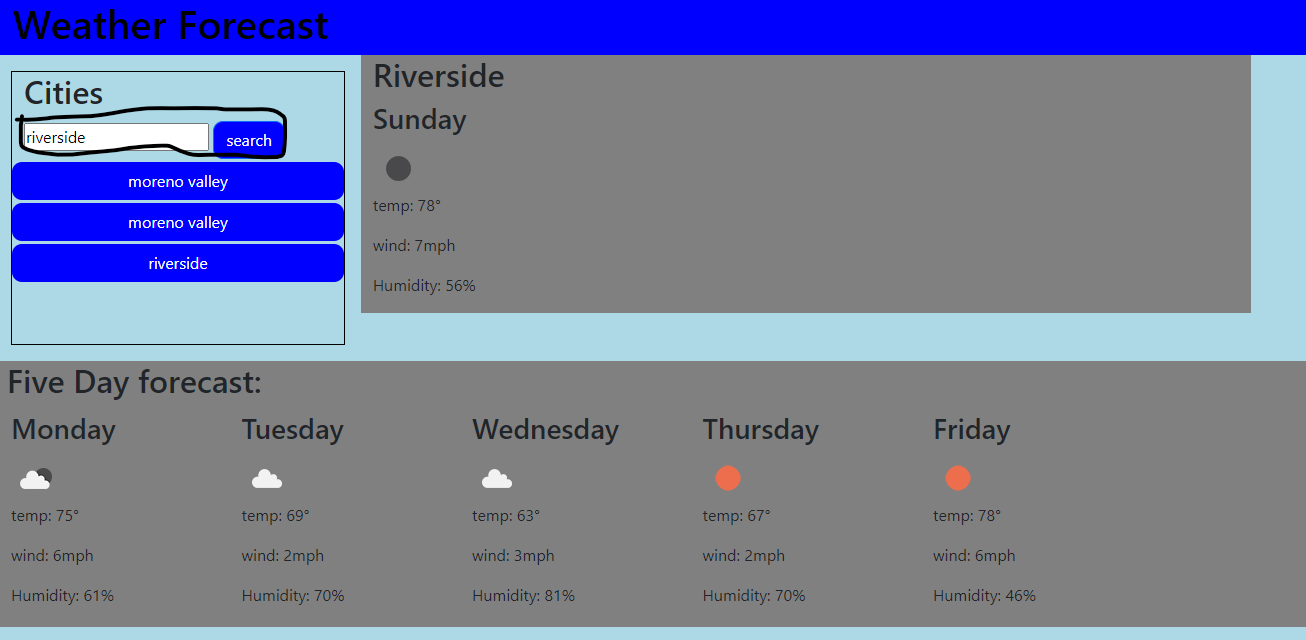 Weather Forecast
Cities
riverside search
moreno valley
moreno valley
riverside
Riverside
Sunday
temp: 78°
wind: 7mph
Humidity: 56%
Five Day forecast:
Monday Tuesday Wednesday Thursday Friday
temp: 75° temp: 69° temp: 63° temp: 67° temp: 78°
wind: 6mph wind: 2mph wind: 3mph wind: 2mph wind: 6mph
Humidity: 61% Humidity: 70% Humidity: 81% Humidity: 70% Humidity: 46%